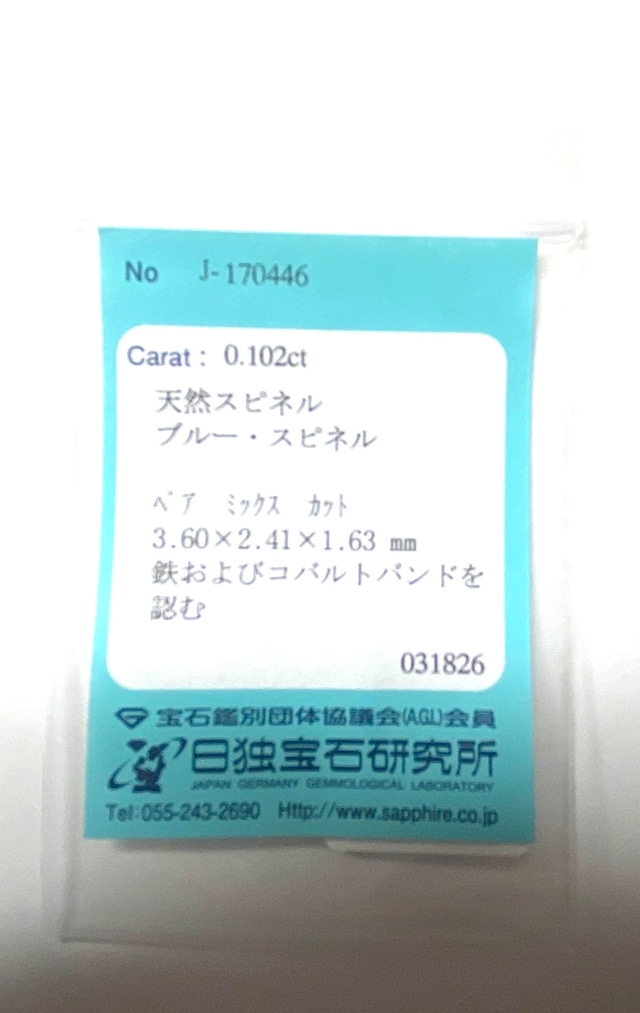 No J-170446
Carat : 0.102ct
天然スピネル
ブルー・スピネル
ペア ミックス カット
3.60×2.41×1.63 ㎜
鉄およびコバルトバンドを
認む
031826
宝石鑑別団体協議会(AGL)会員
日独宝石研究所
JAPAN GERMANY GEMMOLOGICAL LABORATORY
Tel:055-243-2690 Http://www.sapphire.co.jp